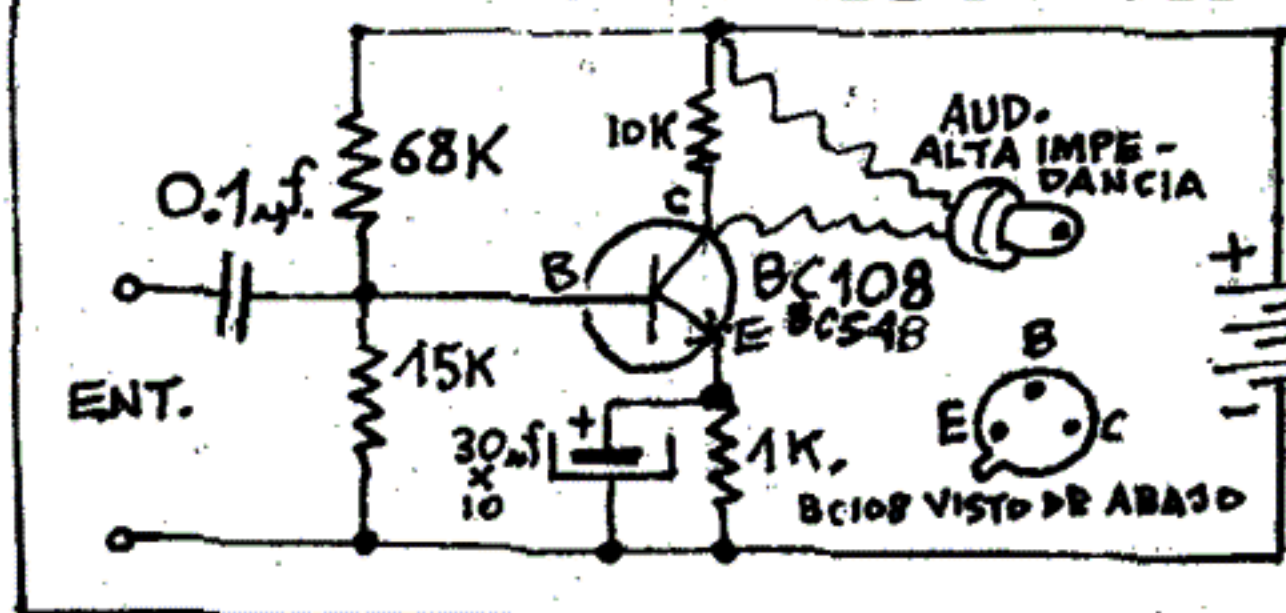 68K
10K
AUD.
ALTA IMPE-
DANCIA
0.1µf.
C
B
BC108
BC548
E
+
ENT.
15K
+
30µf
x
10
1K.
B
E
C
-
BC108 VISTO DE ABAJO